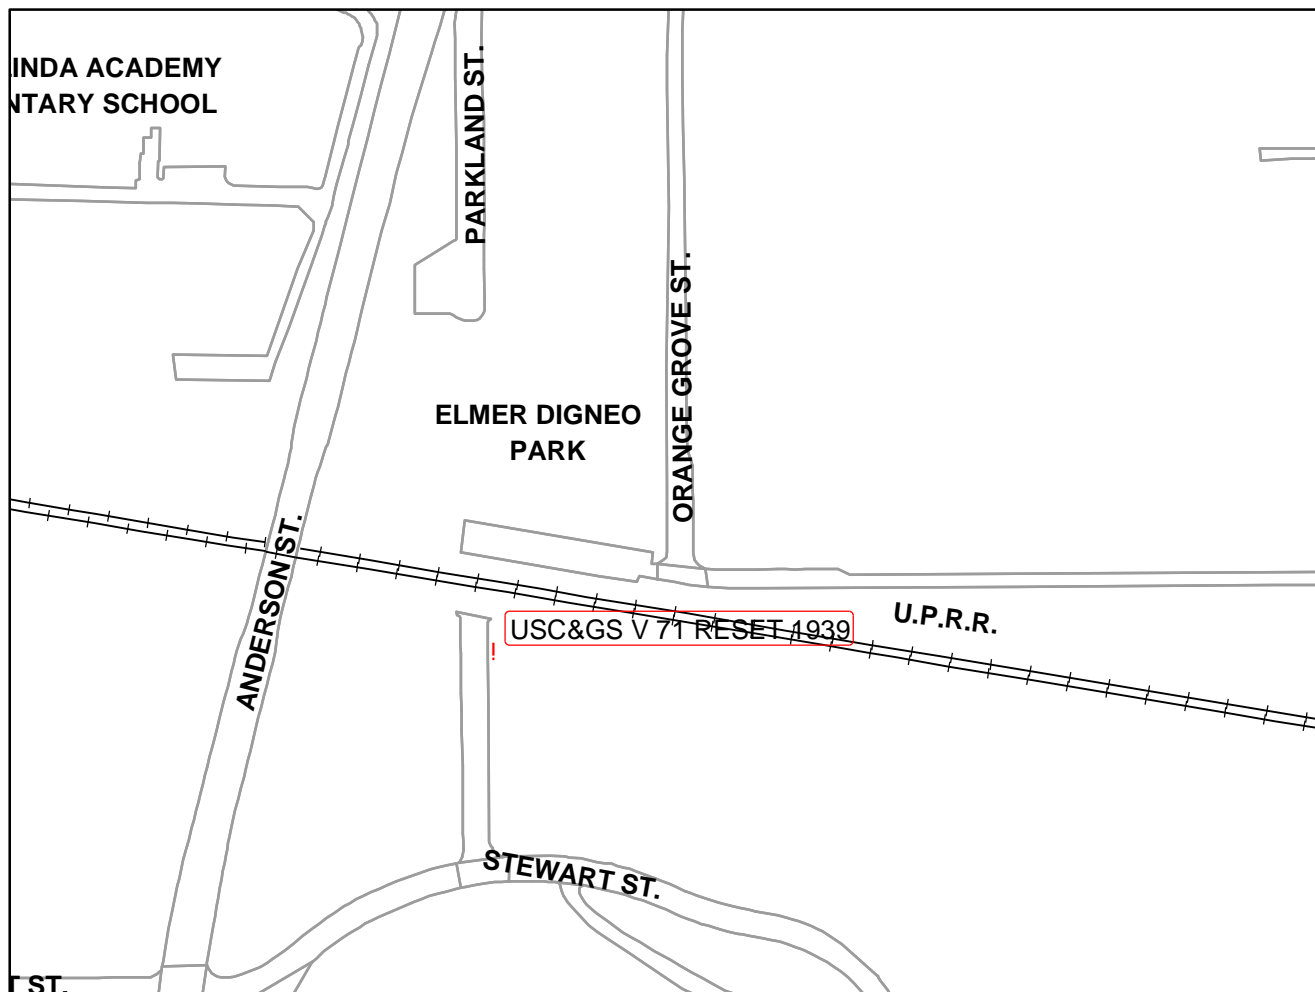 INDA ACADEMY
NTARY SCHOOL
PARKLAND ST.
ORANGE GROVE ST.
ELMER DIGNEO
PARK
ANDERSON ST.
USC&GS V 71 RESET 1939
!
U.P.R.R.
STEWART ST.
T ST.